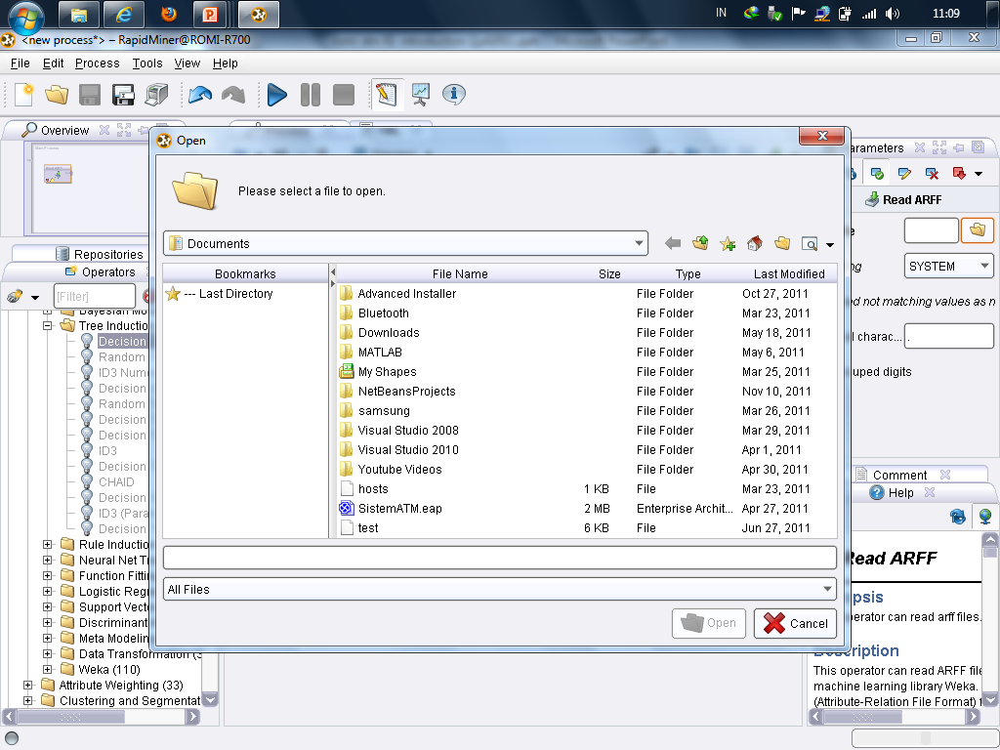 IN
11:09
<new process*> – RapidMiner@ROMI-R700
File Edit Process Tools View Help
Overview
Repositories
Operators
[Filter]
Tree Inductio
Decision
Random
ID3 Nume
Decision
Random
Decision
Decision
ID3
Decision
CHAID
Decision
ID3 (Para
Decision
Rule Induction
Neural Net Tr
Function Fittin
Logistic Regr
Support Vecto
Discriminant
Meta Modelin
Data Transformation (3
Weka (110)
Attribute Weighting (33)
Clustering and Segmentat
Open
Please select a file to open.
Documents
Bookmarks
--- Last Directory
File Name Size Type Last Modified
Advanced Installer File Folder Oct 27, 2011
Bluetooth File Folder Mar 23, 2011
Downloads File Folder May 18, 2011
MATLAB File Folder May 6, 2011
My Shapes File Folder Mar 25, 2011
NetBeansProjects File Folder Nov 10, 2011
samsung File Folder Mar 26, 2011
Visual Studio 2008 File Folder Mar 29, 2011
Visual Studio 2010 File Folder Apr 1, 2011
Youtube Videos File Folder Apr 30, 2011
hosts 1 KB File Mar 23, 2011
SistemATM.eap 2 MB Enterprise Archit... Apr 27, 2011
test 6 KB File Jun 27, 2011
All Files
Open Cancel
arameters
Read ARFF
SYSTEM
d not matching values as n
l charac... .
uped digits
Comment
Help
Read ARFF
psis
erator can read arff files.
Description
This operator can read ARFF file
machine learning library Weka.
(Attribute-Relation File Format)